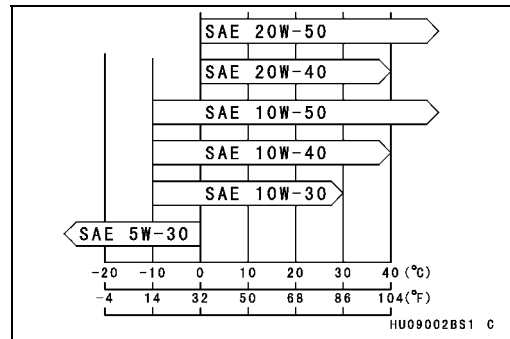 SAE 20W-50
SAE 20W-40
SAE 10W-50
SAE 10W-40
SAE 10W-30
SAE 5W-30
-20 -10 0 10 20 30 40 (°C)
-4 14 32 50 68 86 104(°F)
HU09002BS1 C